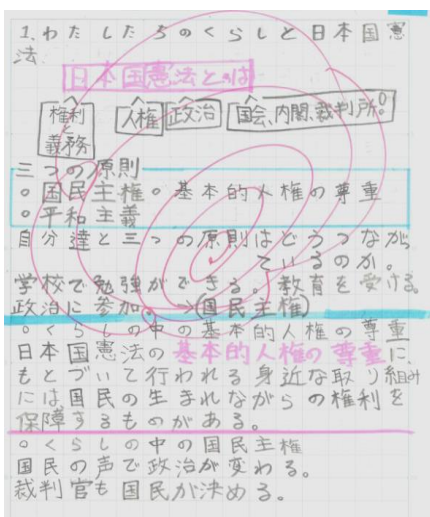 1.わたしたちのくらしと日本国憲
法
日本国憲法とは
権利と義務 人権 政治 国会、内閣、裁判所
三つの原則
○国民主権○基本的人権の尊重
○平和主義
自分達と三つの原則はどうつなが
ているのか。
学校で勉強ができる。教育を受ける。
政治に参加。→国民主権
○くらしの中の基本的人権の尊重
日本国憲法の基本的人権の尊重に、
もとづいて行われる身近な取り組み
には国民の生まれながらの権利を
保障するものがある。
○くらしの中の国民主権
国民の声で政治が変わる。
裁判官も国民が決める。